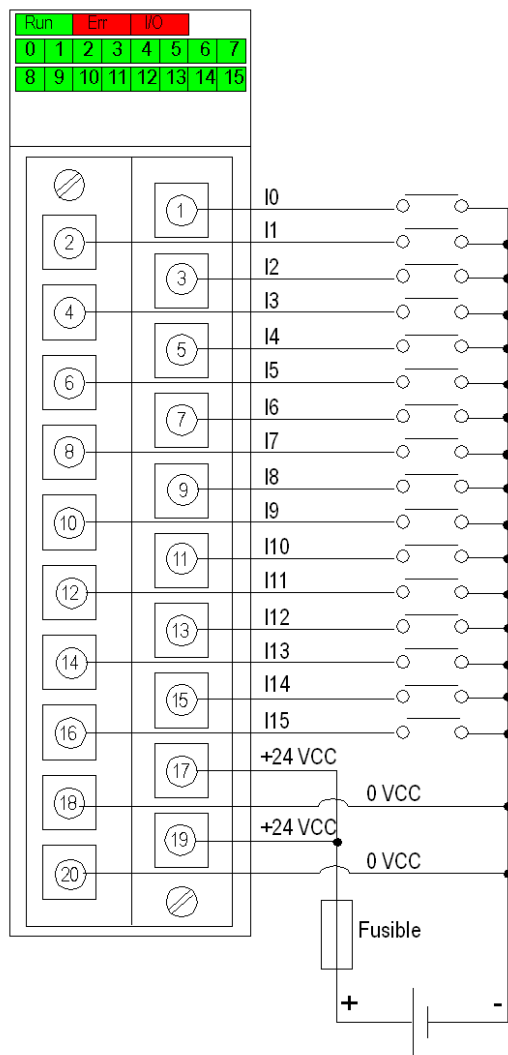 Run Err I/O
0 1 2 3 4 5 6 7
8 9 10 11 12 13 14 15
1 I0
2 I1
3 I2
4 I3
5 I4
6 I5
7 I6
8 I7
9 I8
10 I9
11 I10
12 I11
13 I12
14 I13
15 I14
16 I15
17 +24 VCC
18 0 VCC
19 +24 VCC
20 0 VCC
Fusible
+ -